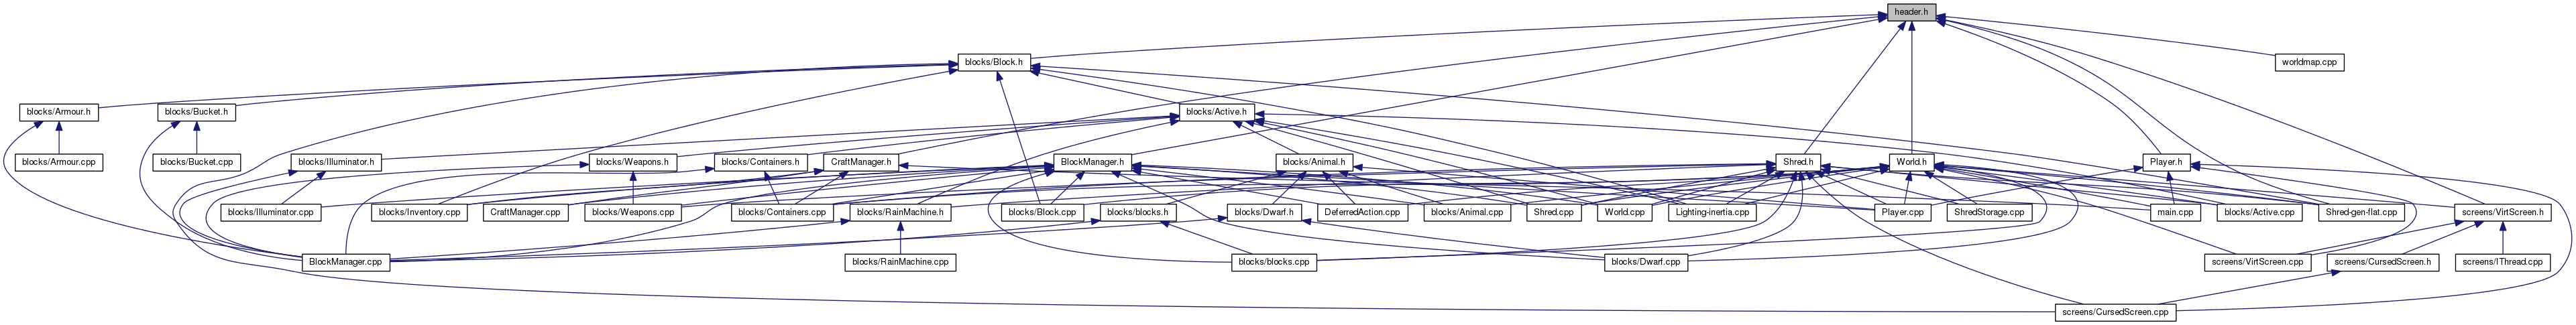 header.h
blocks/Block.h
worldmap.cpp
blocks/Armour.h
blocks/Bucket.h
blocks/Active.h
blocks/Armour.cpp
blocks/Bucket.cpp
blocks/Illuminator.h
blocks/Weapons.h
blocks/Containers.h
CraftManager.h
BlockManager.h
blocks/Animal.h
Shred.h
World.h
Player.h
blocks/Illuminator.cpp
blocks/Inventory.cpp
CraftManager.cpp
blocks/Weapons.cpp
blocks/Containers.cpp
blocks/RainMachine.h
blocks/Block.cpp
blocks/blocks.h
blocks/Dwarf.h
DeferredAction.cpp
blocks/Animal.cpp
Shred.cpp
World.cpp
Lighting-inertia.cpp
Player.cpp
ShredStorage.cpp
main.cpp
blocks/Active.cpp
Shred-gen-flat.cpp
screens/VirtScreen.h
BlockManager.cpp
blocks/RainMachine.cpp
blocks/blocks.cpp
blocks/Dwarf.cpp
screens/VirtScreen.cpp
screens/CursedScreen.h
screens/IThread.cpp
screens/CursedScreen.cpp